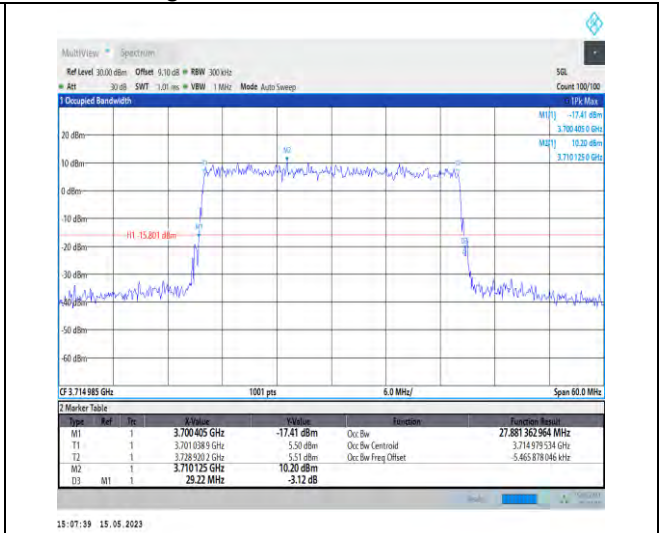 MultiView Spectrum
Ref Level 30.00 dBm Offset 9.10 dB RBW 300 kHz SGL
Att 30 dB SWT 1.01 ms VBW 1 MHz Mode Auto Sweep Count 100/100
1 Occupied Bandwidth 1Pk Max
M1[1] -17.41 dBm
3.700 405 0 GHz
M2[1] 10.20 dBm
3.710 125 0 GHz
20 dBm
M2
10 dBm
0 dBm
-10 dBm
M1
H1 -15.801 dBm
-20 dBm
-30 dBm
-40 dBm
-50 dBm
-60 dBm
CF 3.714 985 GHz 1001 pts 6.0 MHz/ Span 60.0 MHz
2 Marker Table
Type Ref Trc X-Value Y-Value Function Function Result
M1 1 3.700 405 GHz -17.41 dBm Occ Bw 27.881 362 964 MHz
T1 1 3.701 038 9 GHz 5.50 dBm Occ Bw Centroid 3.714 979 534 GHz
T2 1 3.728 920 2 GHz 5.51 dBm Occ Bw Freq Offset -5.465 878 046 kHz
M2 1 3.710 125 GHz 10.20 dBm
D3 M1 1 29.22 MHz -3.12 dB
15:07:39 15.05.2023